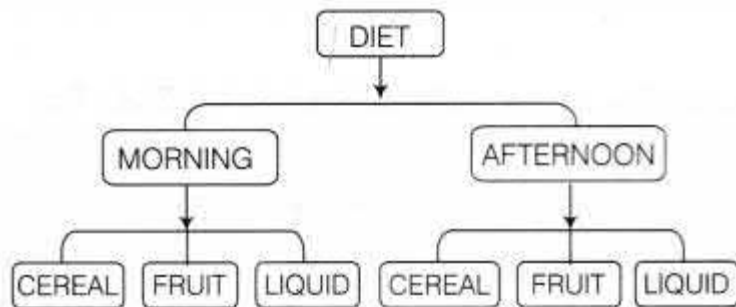 DIET
MORNING AFTERNOON
CEREAL FRUIT LIQUID CEREAL FRUIT LIQUID